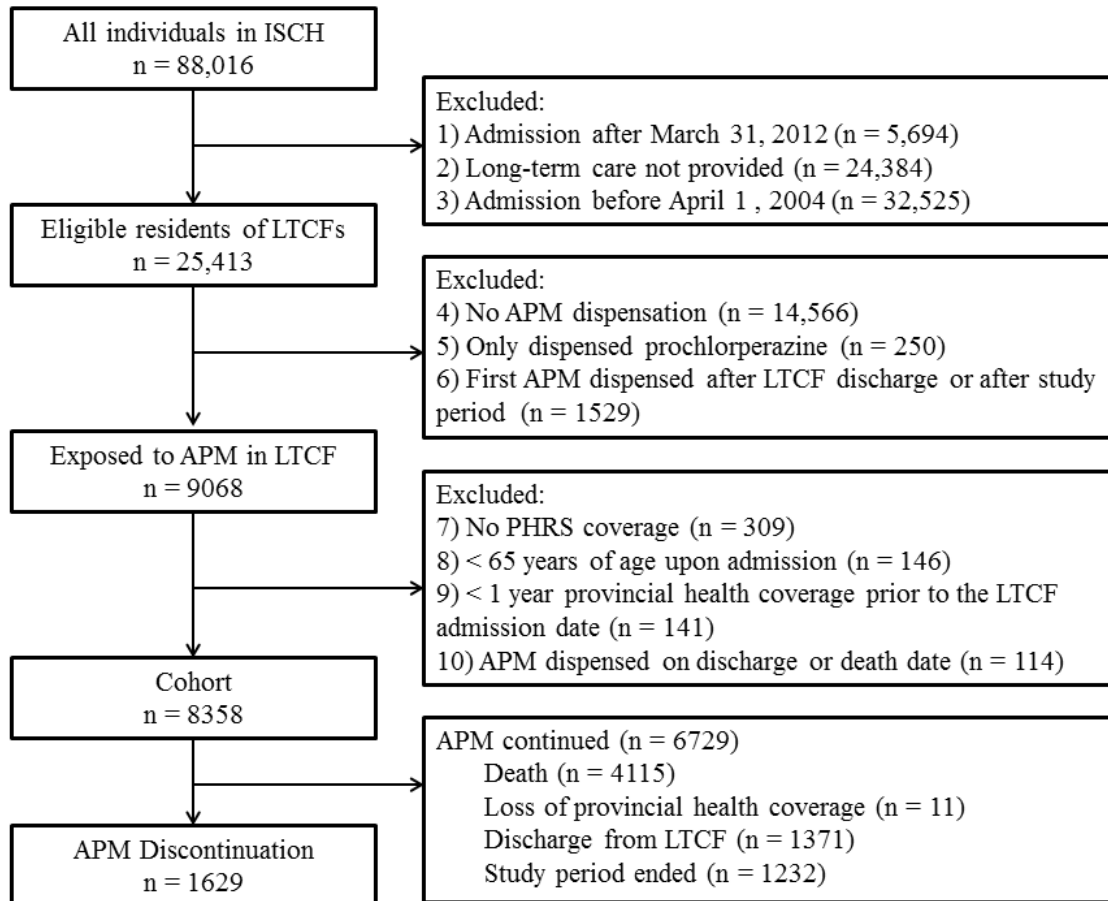 All individuals in ISCH
n = 88,016
Excluded:
1) Admission after March 31, 2012 (n = 5,694)
2) Long-term care not provided (n = 24,384)
3) Admission before April 1 , 2004 (n = 32,525)
Eligible residents of LTCFs
n = 25,413
Excluded:
4) No APM dispensation (n = 14,566)
5) Only dispensed prochlorperazine (n = 250)
6) First APM dispensed after LTCF discharge or after study
period (n = 1529)
Exposed to APM in LTCF
n = 9068
Excluded:
7) No PHRS coverage (n = 309)
8) < 65 years of age upon admission (n = 146)
9) < 1 year provincial health coverage prior to the LTCF
admission date (n = 141)
10) APM dispensed on discharge or death date (n = 114)
Cohort
n = 8358
APM continued (n = 6729)
Death (n = 4115)
Loss of provincial health coverage (n = 11)
Discharge from LTCF (n = 1371)
Study period ended (n = 1232)
APM Discontinuation
n = 1629